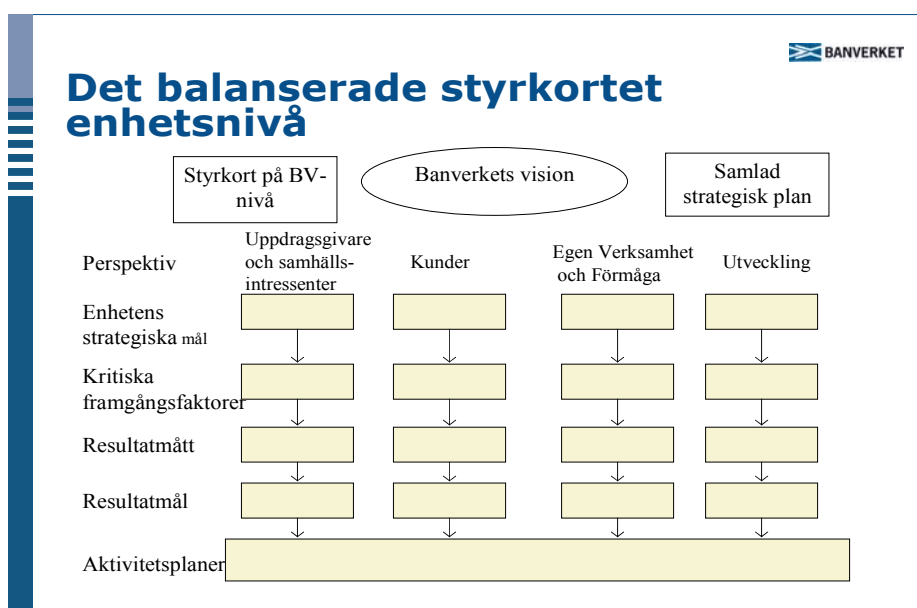 BANVERKET
Det balanserade styrkortet
enhetsnivå
Styrkort på BV-
nivå
Banverkets vision
Samlad
strategisk plan
Perspektiv
Uppdragsgivare
och samhälls-
intressenter
Kunder
Egen Verksamhet
och Förmåga
Utveckling
Enhetens
strategiska mål
Kritiska
framgångsfaktorer
Resultatmått
Resultatmål
Aktivitetsplaner